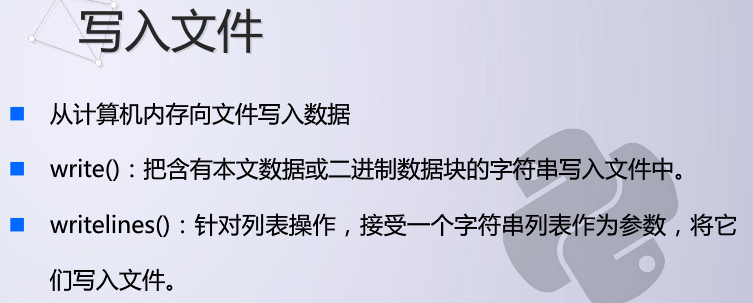 写入文件
从计算机内存向文件写入数据
write()：把含有本文数据或二进制数据块的字符串写入文件中。
writelines()：针对列表操作，接受一个字符串列表作为参数，将它
们写入文件。